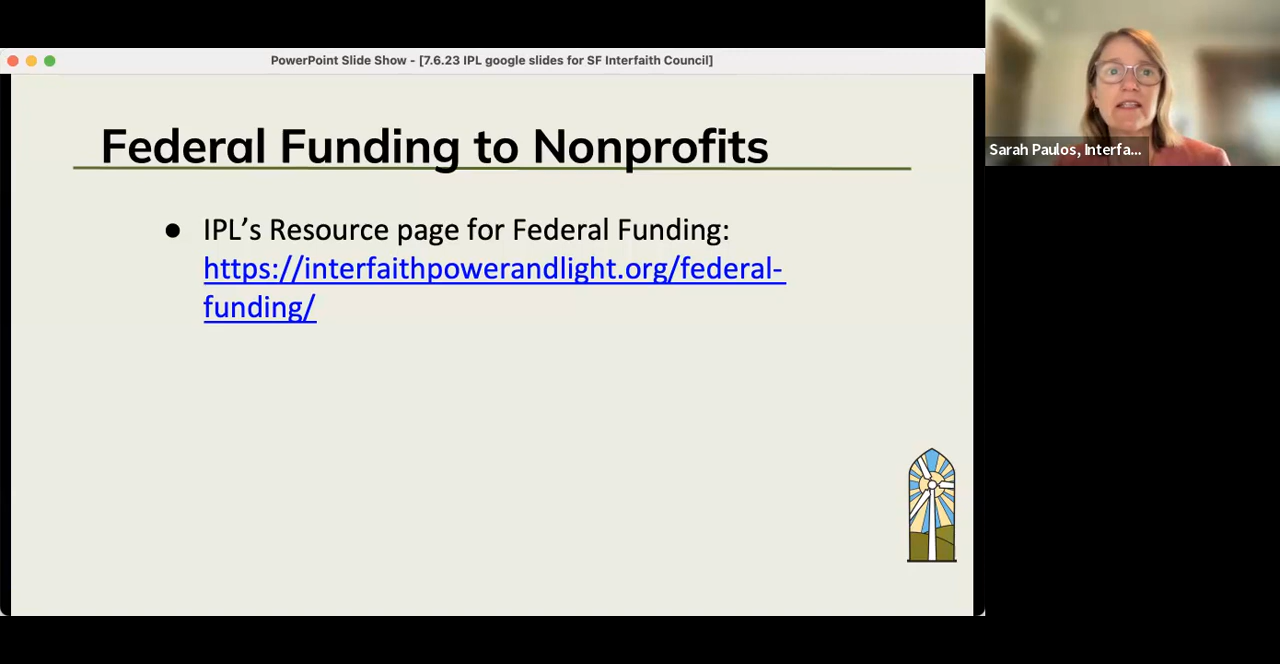 PowerPoint Slide Show - [7.6.23 IPL google slides for SF Interfaith Council]
Federal Funding to Nonprofits
● IPL’s Resource page for Federal Funding:
https://interfaithpowerandlight.org/federal-
funding/
Sarah Paulos, Interfa...